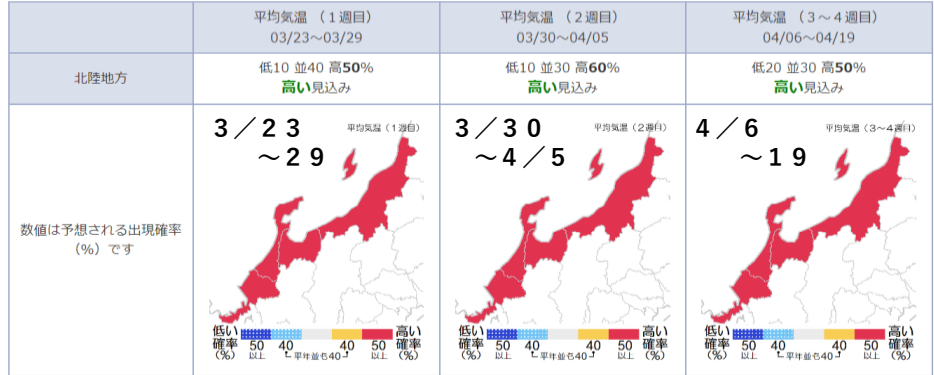 平均気温 （１週目）
03/23～03/29
平均気温 （２週目）
03/30～04/05
平均気温 （３～４週目）
04/06～04/19
北陸地方
低10 並40 高50%
高い見込み
低10 並30 高60%
高い見込み
低20 並30 高50%
高い見込み
数値は予想される出現確率
（%）です
３／２３
～２９
平均気温（1週目）
低い
確率
(%)
50
以上
40
平年並も40
40
50
以上
高い
確率
(%)
３／３０
～４／５
平均気温（2週目）
低い
確率
(%)
50
以上
40
平年並も40
40
50
以上
高い
確率
(%)
４／６
～１９
平均気温（3～4週目）
低い
確率
(%)
50
以上
40
平年並も40
40
50
以上
高い
確率
(%)